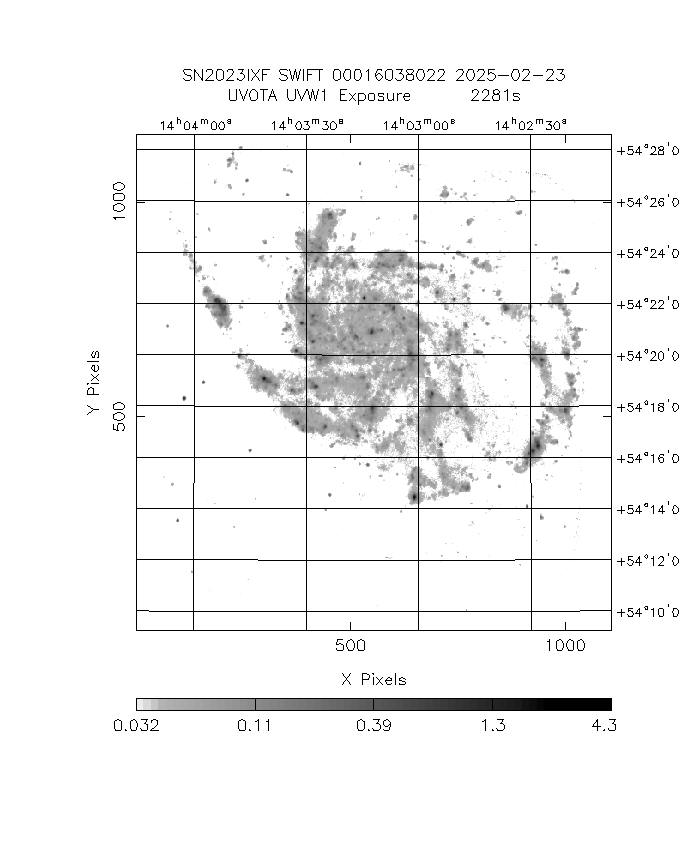 SN2023IXF SWIFT 00016038022 2025-02-23
UVOTA UVW1 Exposure 2281s
14ʰ04ᵐ00ˢ 14ʰ03ᵐ30ˢ 14ʰ03ᵐ00ˢ 14ʰ02ᵐ30ˢ
+54°28'0
+54°26'0
+54°24'0
+54°22'0
+54°20'0
+54°18'0
+54°16'0
+54°14'0
+54°12'0
+54°10'0
1000
500
Y Pixels
500 1000
X Pixels
0.032 0.11 0.39 1.3 4.3